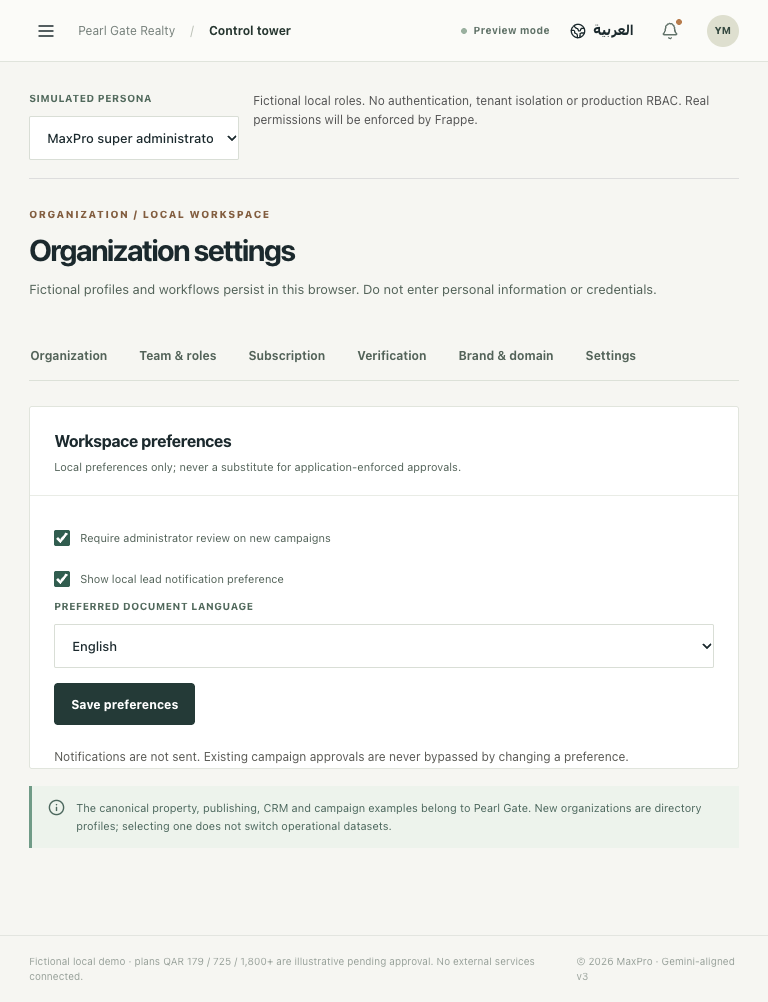 Pearl Gate Realty / Control tower
Preview mode
العربية
YM
SIMULATED PERSONA
MaxPro super administrato
Fictional local roles. No authentication, tenant isolation or production RBAC. Real
permissions will be enforced by Frappe.
ORGANIZATION / LOCAL WORKSPACE
Organization settings
Fictional profiles and workflows persist in this browser. Do not enter personal information or credentials.
Organization Team & roles Subscription Verification Brand & domain Settings
Workspace preferences
Local preferences only; never a substitute for application-enforced approvals.
Require administrator review on new campaigns
Show local lead notification preference
PREFERRED DOCUMENT LANGUAGE
English
Save preferences
Notifications are not sent. Existing campaign approvals are never bypassed by changing a preference.
The canonical property, publishing, CRM and campaign examples belong to Pearl Gate. New organizations are directory
profiles; selecting one does not switch operational datasets.
Fictional local demo · plans QAR 179 / 725 / 1,800+ are illustrative pending approval. No external services
connected.
© 2026 MaxPro · Gemini-aligned
v3